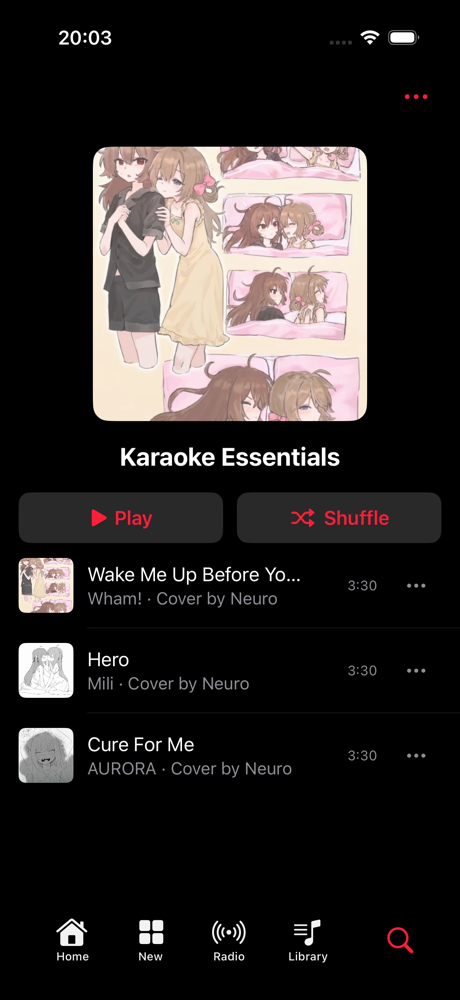 20:03
Karaoke Essentials
Play
Shuffle
Wake Me Up Before Yo...
Wham! · Cover by Neuro
3:30
Hero
Mili · Cover by Neuro
3:30
Cure For Me
AURORA · Cover by Neuro
3:30
Home
New
Radio
Library